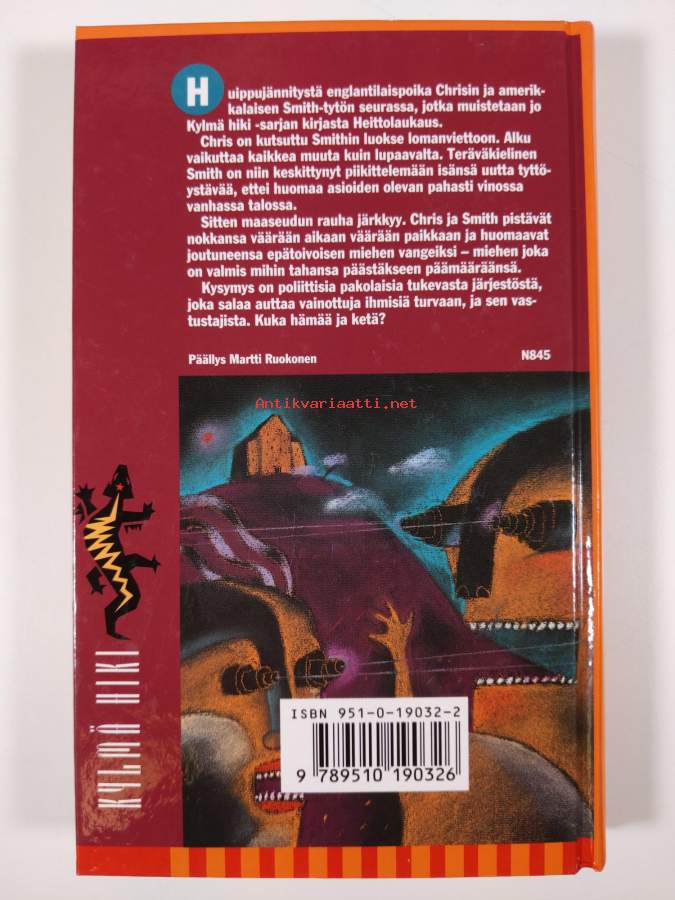 Huippujännitystä englantilaispoika Chrisin ja amerik-
kalaisen Smith-tytön seurassa, jotka muistetaan jo
Kylmä hiki -sarjan kirjasta Heittolaukaus.
Chris on kutsuttu Smithin luokse lomanviettoon. Alku
vaikuttaa kaikkea muuta kuin lupaavalta. Teräväkielinen
Smith on niin keskittynyt piikittelemään isänsä uutta tyttö-
ystävää, ettei huomaa asioiden olevan pahasti vinossa
vanhassa talossa.
Sitten maaseudun rauha järkkyy. Chris ja Smith pistävät
nokkansa väärään aikaan väärään paikkaan ja huomaavat
joutuneensa epätoivoisen miehen vangeiksi – miehen joka
on valmis mihin tahansa päästäkseen päämääräänsä.
Kysymys on poliittisia pakolaisia tukevasta järjestöstä,
joka salaa auttaa vainottuja ihmisiä turvaan, ja sen vas-
tustajista. Kuka hämää ja ketä?
Päällys Martti Ruokonen N845
Antikvariaatti.net
KYLMÄ HIKI
ISBN 951-0-19032-2
9 789510 190326